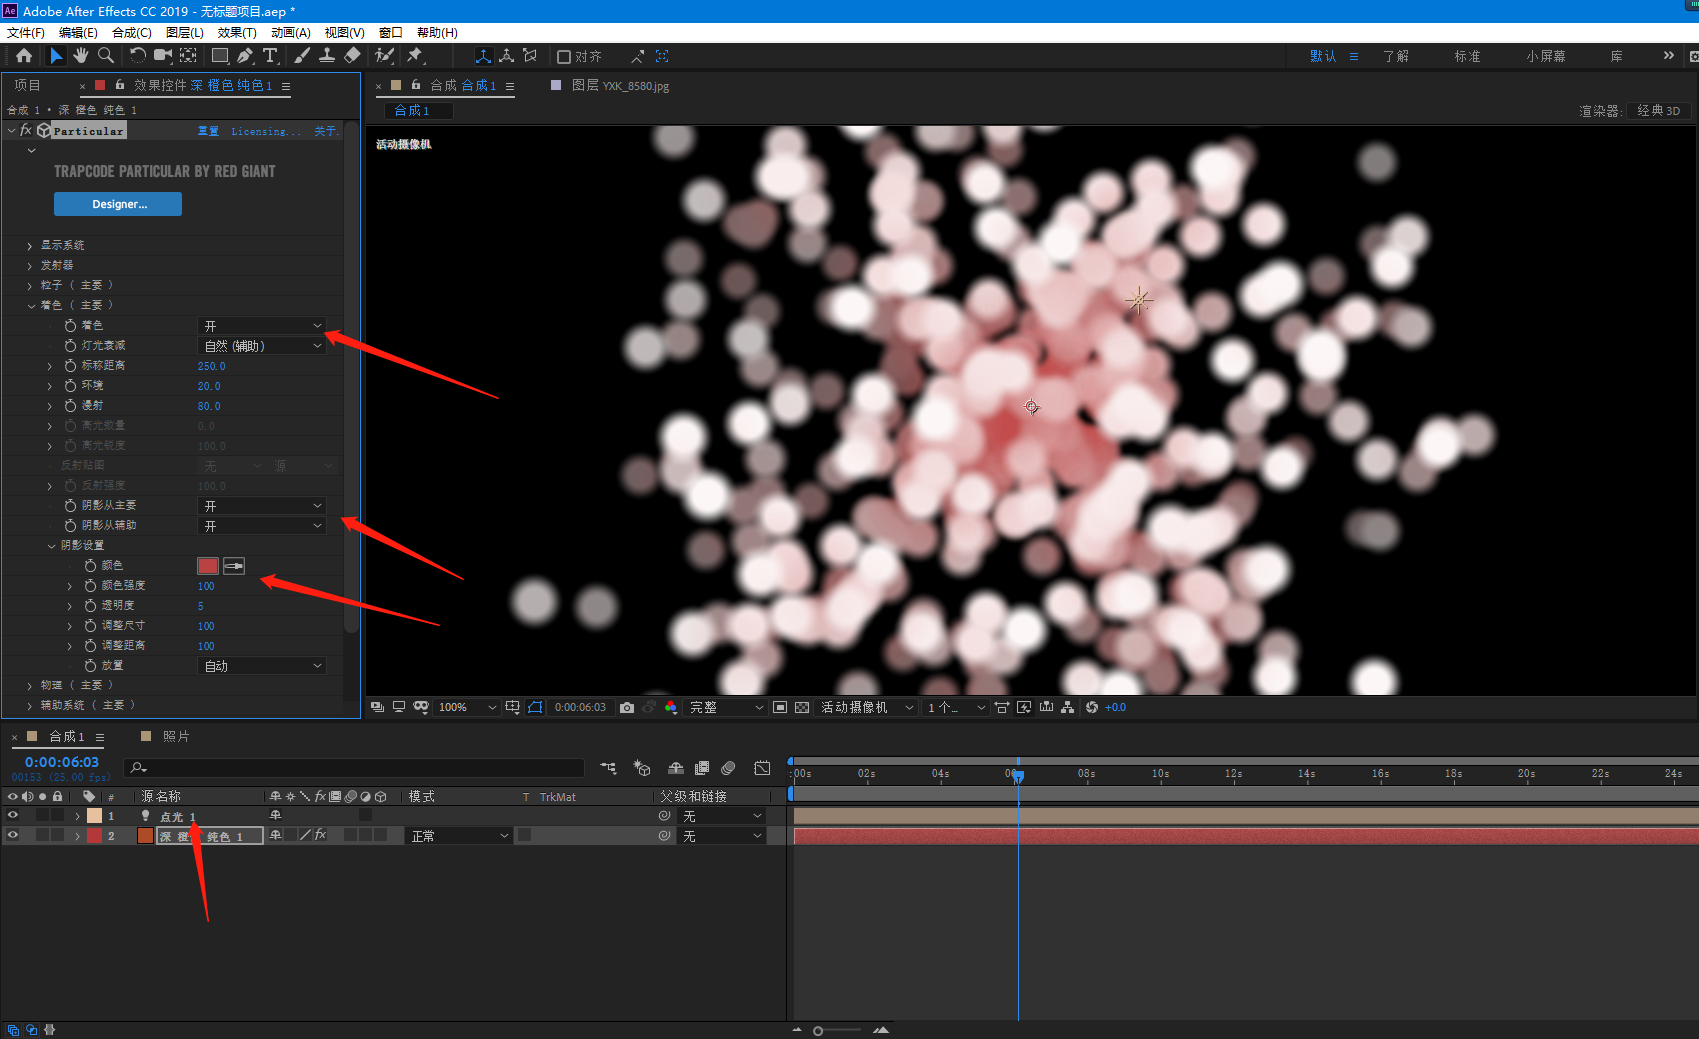 Ae Adobe After Effects CC 2019 - 无标题项目.aep *
文件(F) 编辑(E) 合成(C) 图层(L) 效果(T) 动画(A) 视图(V) 窗口 帮助(H)
对齐 默认 了解 标准 小屏幕 库
项目 × 效果控件 深 橙色 纯色 1
合成 1 • 深 橙色 纯色 1
fx Particular 重置 Licensing... 关于.
TRAPCODE PARTICULAR BY RED GIANT
Designer...
显示系统
发射器
粒子 ( 主要 )
着色 ( 主要 )
着色 开
灯光衰减 自然 (辅助)
标称距离 250.0
环境 20.0
漫射 80.0
高光数量 0.0
高光锐度 100.0
反射贴图 无 源
反射强度 100.0
阴影从主要 开
阴影从辅助 开
阴影设置
颜色
颜色强度 100
透明度 5
调整尺寸 100
调整距离 100
放置 自动
物理 ( 主要 )
辅助系统 ( 主要 )
× 合成 合成 1 图层 YXK_8580.jpg
合成 1
渲染器: 经典 3D
活动摄像机
100% 0:00:06:03 完整 活动摄像机 1 个... +0.0
× 合成 1 照片
0:00:06:03
00153 (25.00 fps)
# 源名称 fx 模式 T TrkMat 父级和链接
1 点光 1 无
2 深 橙色 纯色 1 fx 正常 无
:00s 02s 04s 06s 08s 10s 12s 14s 16s 18s 20s 22s 24s